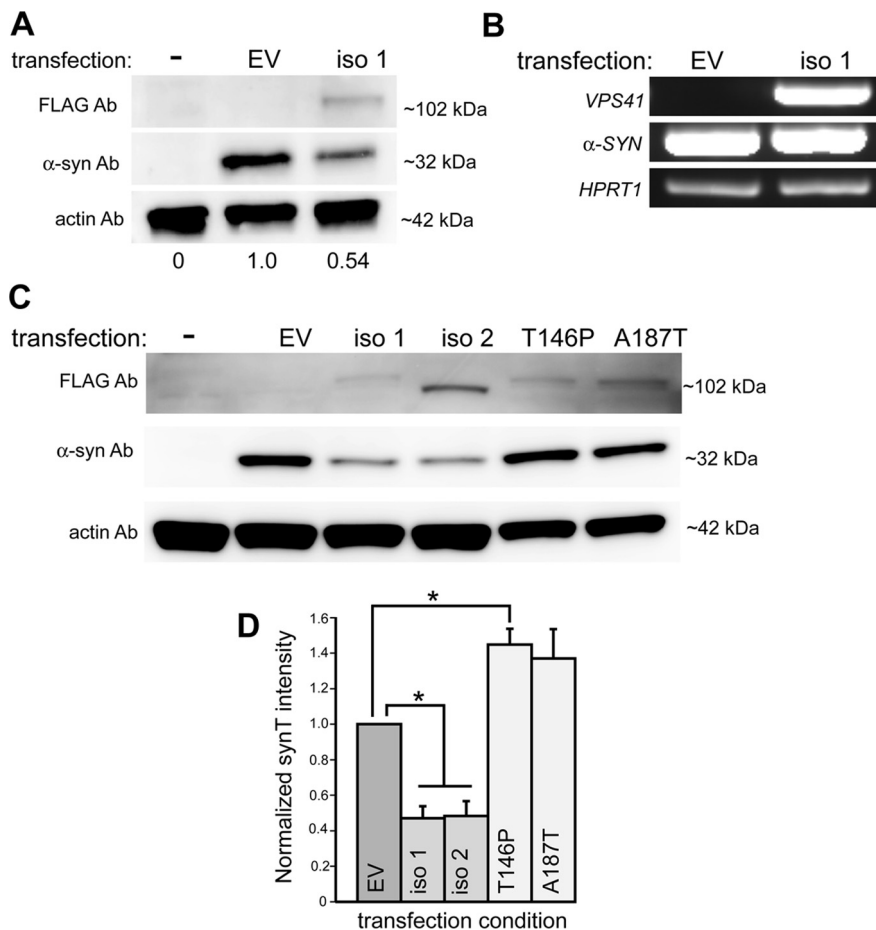 A
transfection: - EV iso 1
FLAG Ab ~102 kDa
α-syn Ab ~32 kDa
actin Ab ~42 kDa
0 1.0 0.54
B
transfection: EV iso 1
VPS41
α-SYN
HPRT1
C
transfection: - EV iso 1 iso 2 T146P A187T
FLAG Ab ~102 kDa
α-syn Ab ~32 kDa
actin Ab ~42 kDa
D
Normalized synT intensity
1.6
1.4
1.2
1.0
0.8
0.6
0.4
0.2
0
*
*
EV
iso 1
iso 2
T146P
A187T
transfection condition